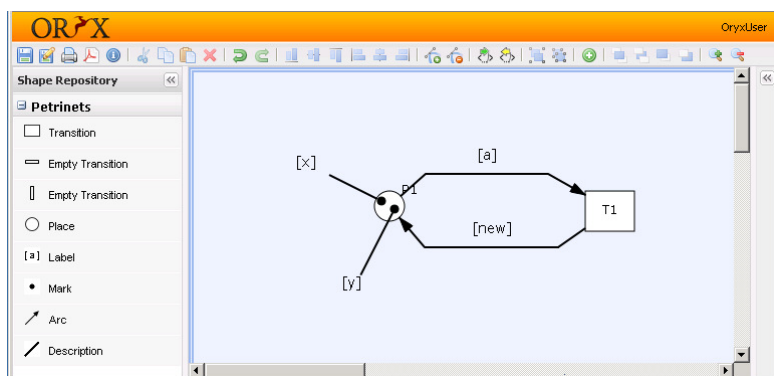 ORYX
OryxUser
Shape Repository
Petrinets
Transition
Empty Transition
Empty Transition
Place
[a] Label
Mark
Arc
Description
[x]
[a]
P1
T1
[new]
[y]